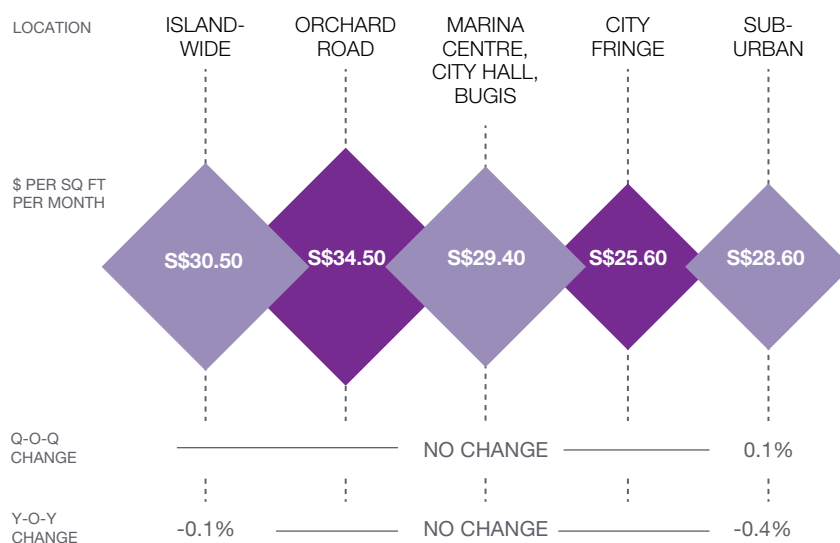 LOCATION
ISLAND-
WIDE
ORCHARD
ROAD
MARINA
CENTRE,
CITY HALL,
BUGIS
CITY
FRINGE
SUB-
URBAN
$ PER SQ FT
PER MONTH
S$30.50
S$34.50
S$29.40
S$25.60
S$28.60
Q-O-Q
CHANGE
NO CHANGE
0.1%
Y-O-Y
CHANGE
-0.1%
NO CHANGE
-0.4%